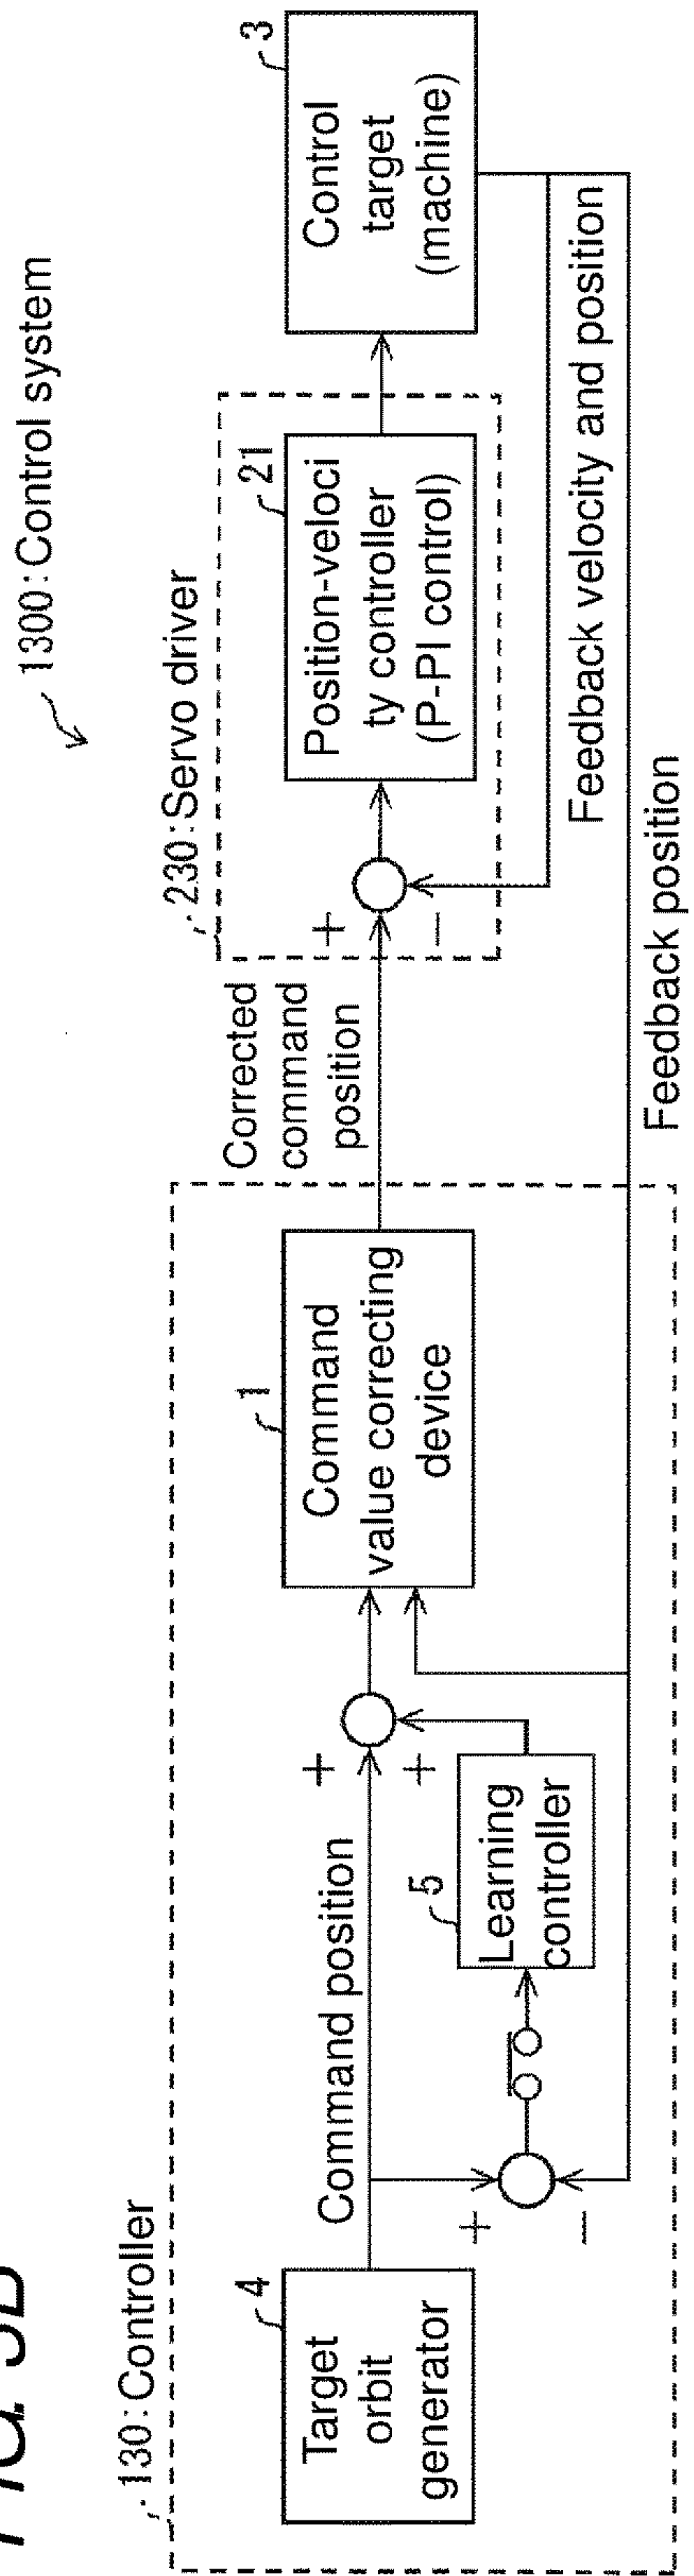 1300:Control system
130:Controller
4
Target
orbit
generator
Command position
+
−
5
Learning
controller
+
+
1
Command
value correcting
device
Corrected
command
position
230:Servo driver
+
−
21
Position-veloci
ty controller
(P-PI control)
3
Control
target
(machine)
Feedback velocity and position
Feedback position